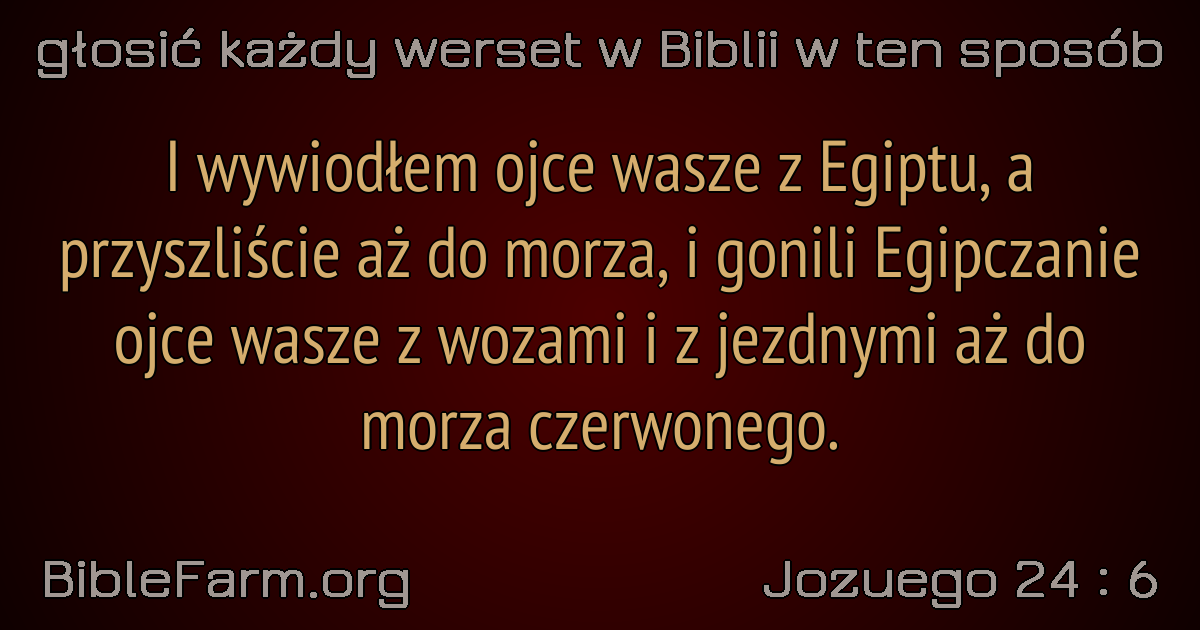 głosić każdy werset w Biblii w ten sposób
I wywiodłem ojce wasze z Egiptu, a
przyszliście aż do morza, i gonili Egipczanie
ojce wasze z wozami i z jezdnymi aż do
morza czerwonego.
BibleFarm.org
Jozuego 24 : 6